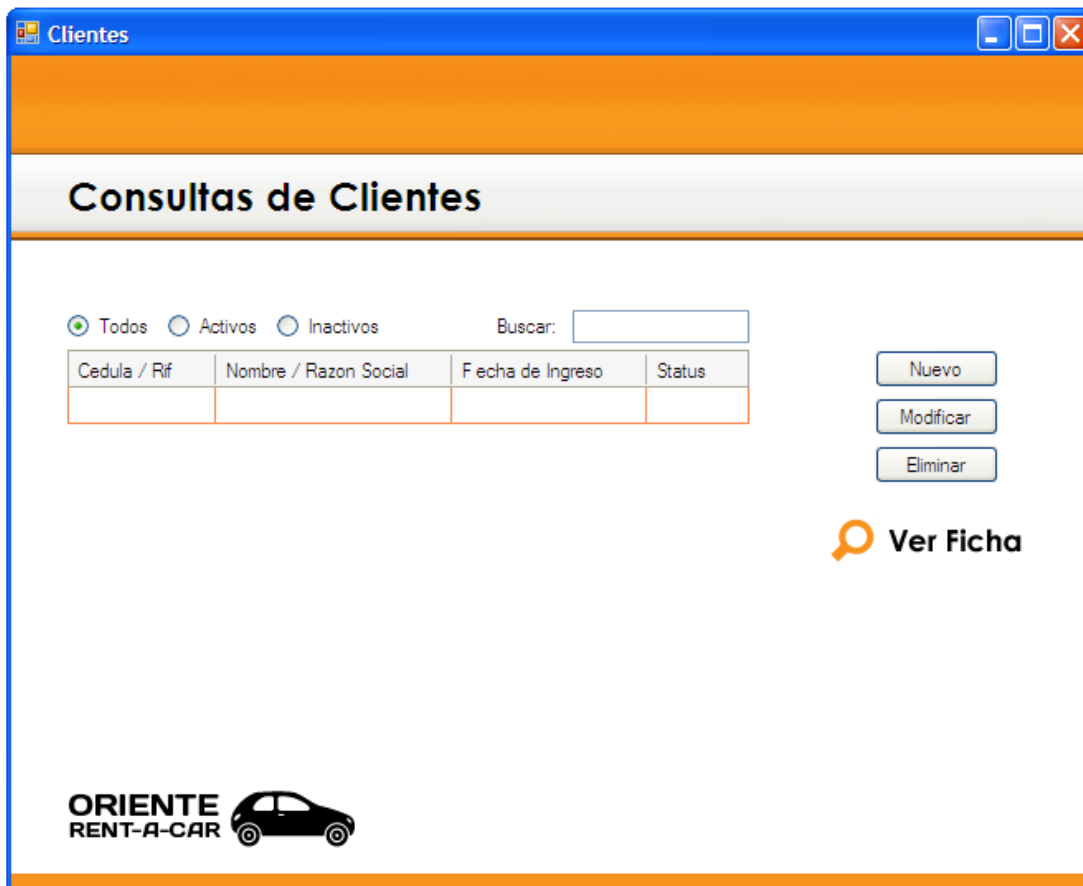 Clientes
Consultas de Clientes
Todos Activos Inactivos Buscar:
Cedula / Rif Nombre / Razon Social Fecha de Ingreso Status
Nuevo
Modificar
Eliminar
Ver Ficha
ORIENTE
RENT-A-CAR